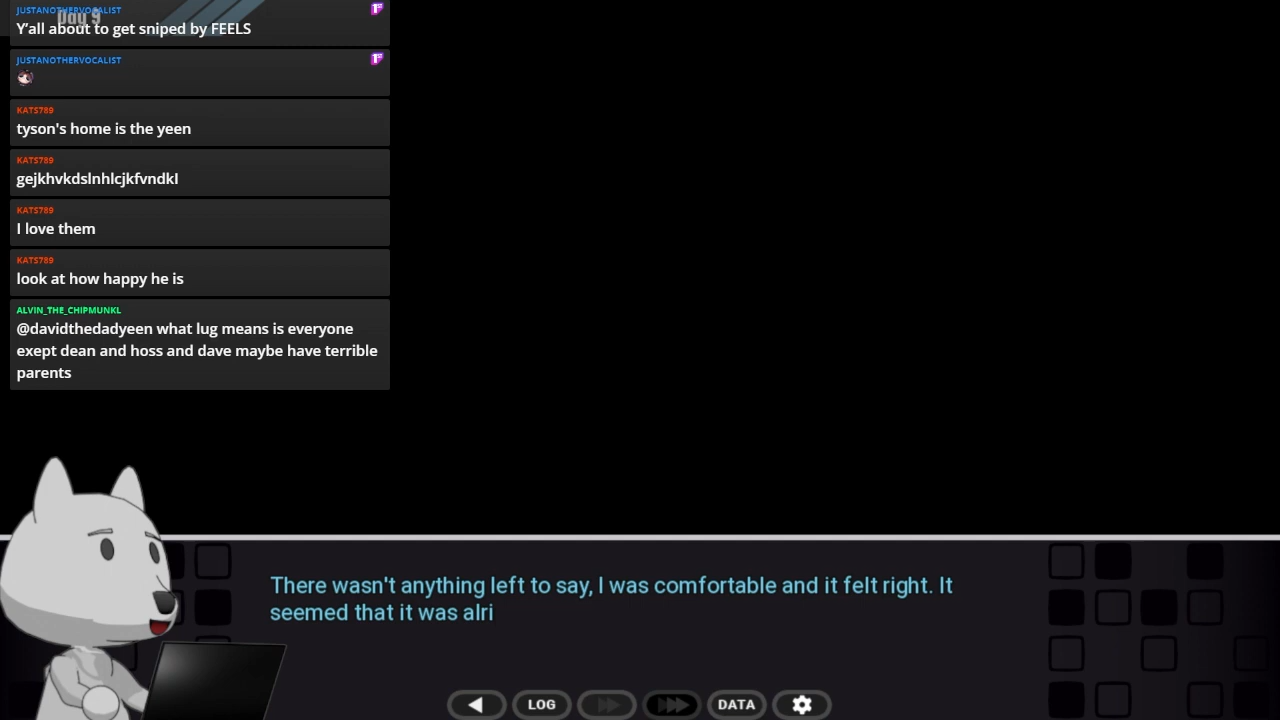 Day 9
JUSTANOTHERVOCALIST
Y'all about to get sniped by FEELS
JUSTANOTHERVOCALIST
KATS789
tyson's home is the yeen
KATS789
gejkhvkdslnhlcjkfvndkl
KATS789
I love them
KATS789
look at how happy he is
ALVIN_THE_CHIPMUNKL
@davidthedadyeen what lug means is everyone
exept dean and hoss and dave maybe have terrible
parents
There wasn't anything left to say, I was comfortable and it felt right. It
seemed that it was alri
LOG
DATA